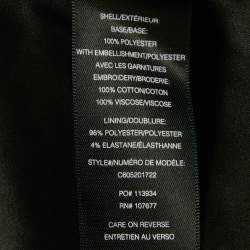 SHELL/EXTÉRIEUR:
BASE/BASE:
100% POLYESTER
WITH EMBELLISHMENT/POLYESTER
AVEC LES GARNITURES
EMBROIDERY/BRODERIE:
100% COTTON/COTON
100% VISCOSE/VISCOSE
LINING/DOUBLURE:
96% POLYESTER/POLYESTER
4% ELASTANE/ÉLASTHANNE
STYLE#/NUMÉRO DE MODÈLE:
C805201722
PO# 113934
RN# 107677
CARE ON REVERSE
ENTRETIEN AU VERSO